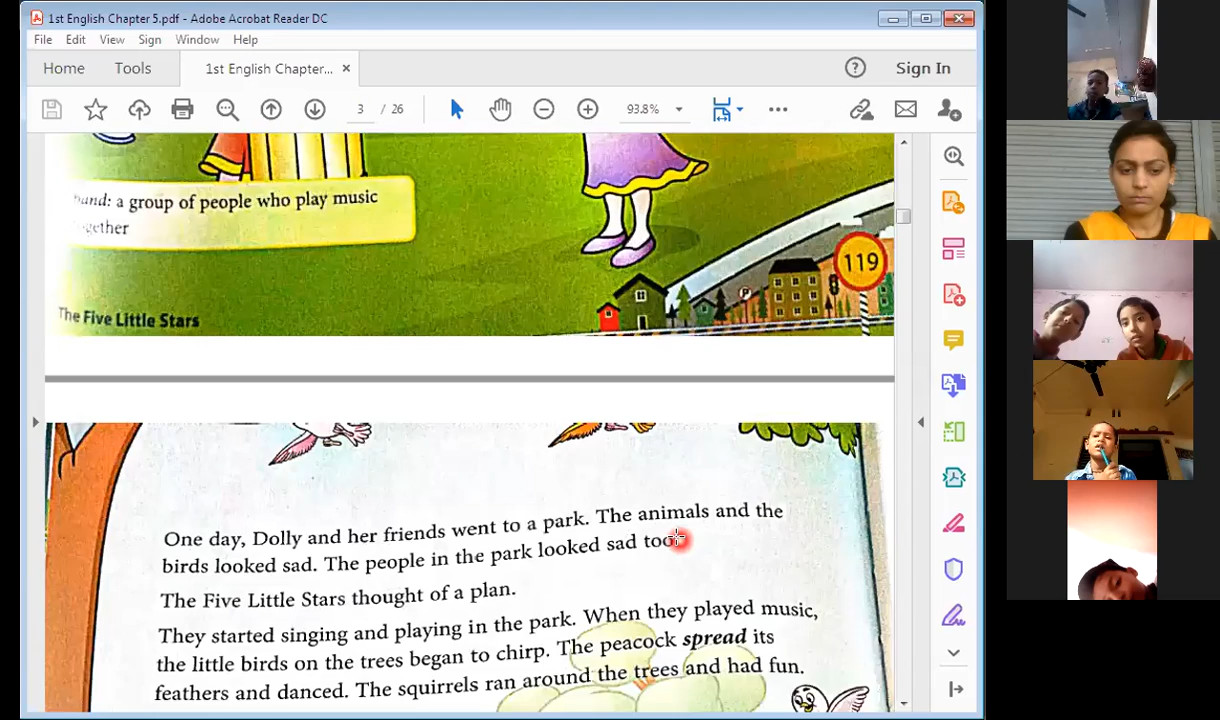 1st English Chapter 5.pdf - Adobe Acrobat Reader DC
File Edit View Sign Window Help
Home Tools 1st English Chapter... × Sign In
3 / 26 93.8%
band: a group of people who play music
together
119
P
The Five Little Stars
One day, Dolly and her friends went to a park. The animals and the
birds looked sad. The people in the park looked sad too
The Five Little Stars thought of a plan.
They started singing and playing in the park. When they played music,
the little birds on the trees began to chirp. The peacock spread its
feathers and danced. The squirrels ran around the trees and had fun.